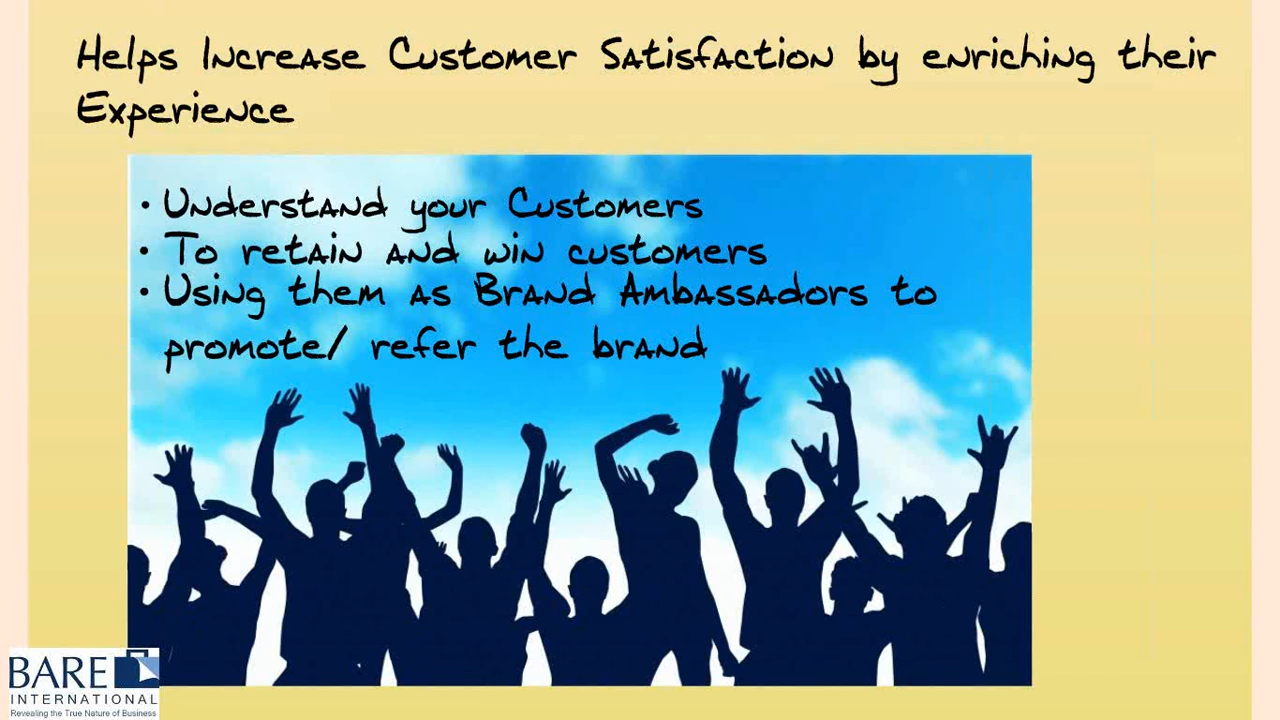 Helps Increase Customer Satisfaction by enriching their
Experience
• Understand your Customers
• To retain and win customers
• Using them as Brand Ambassadors to
promote/ refer the brand
BARE
INTERNATIONAL
Revealing the True Nature of Business